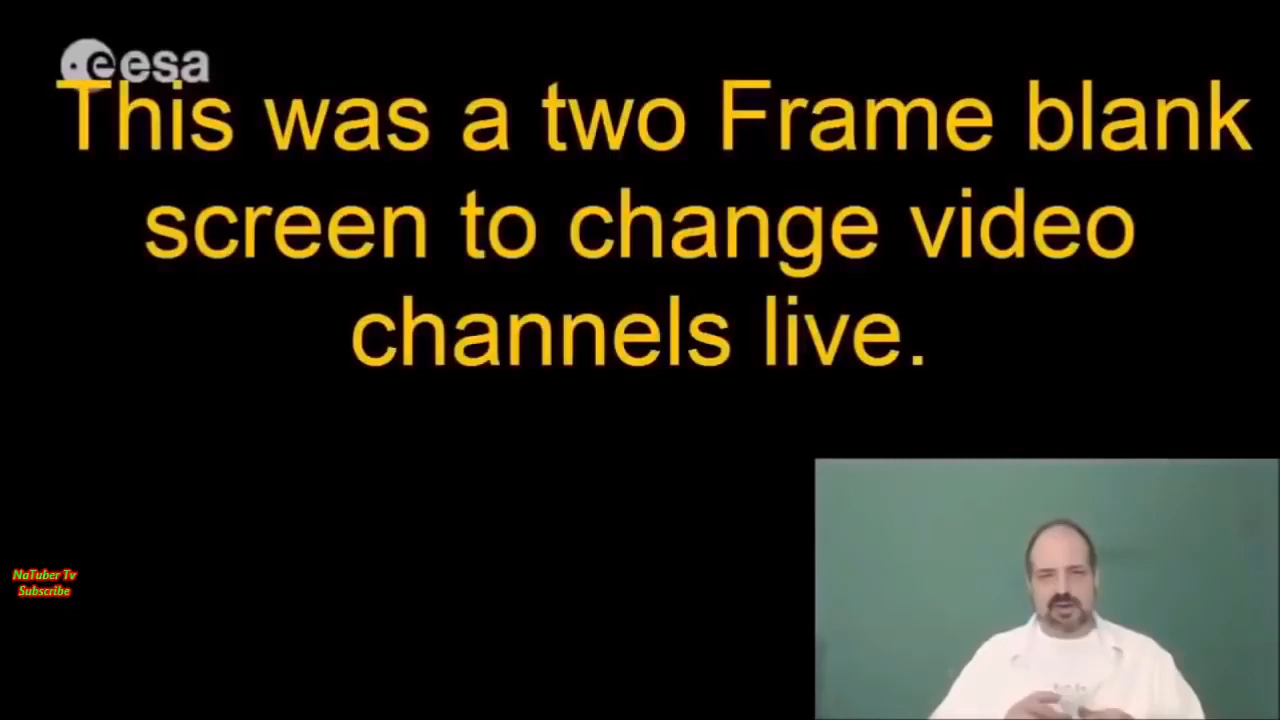 esa
This was a two Frame blank
screen to change video
channels live.
NaTuber Tv
Subscribe